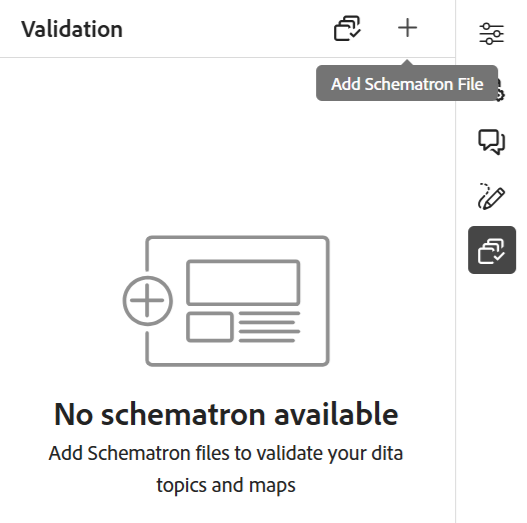 Validation
Add Schematron File
No schematron available
Add Schematron files to validate your dita
topics and maps